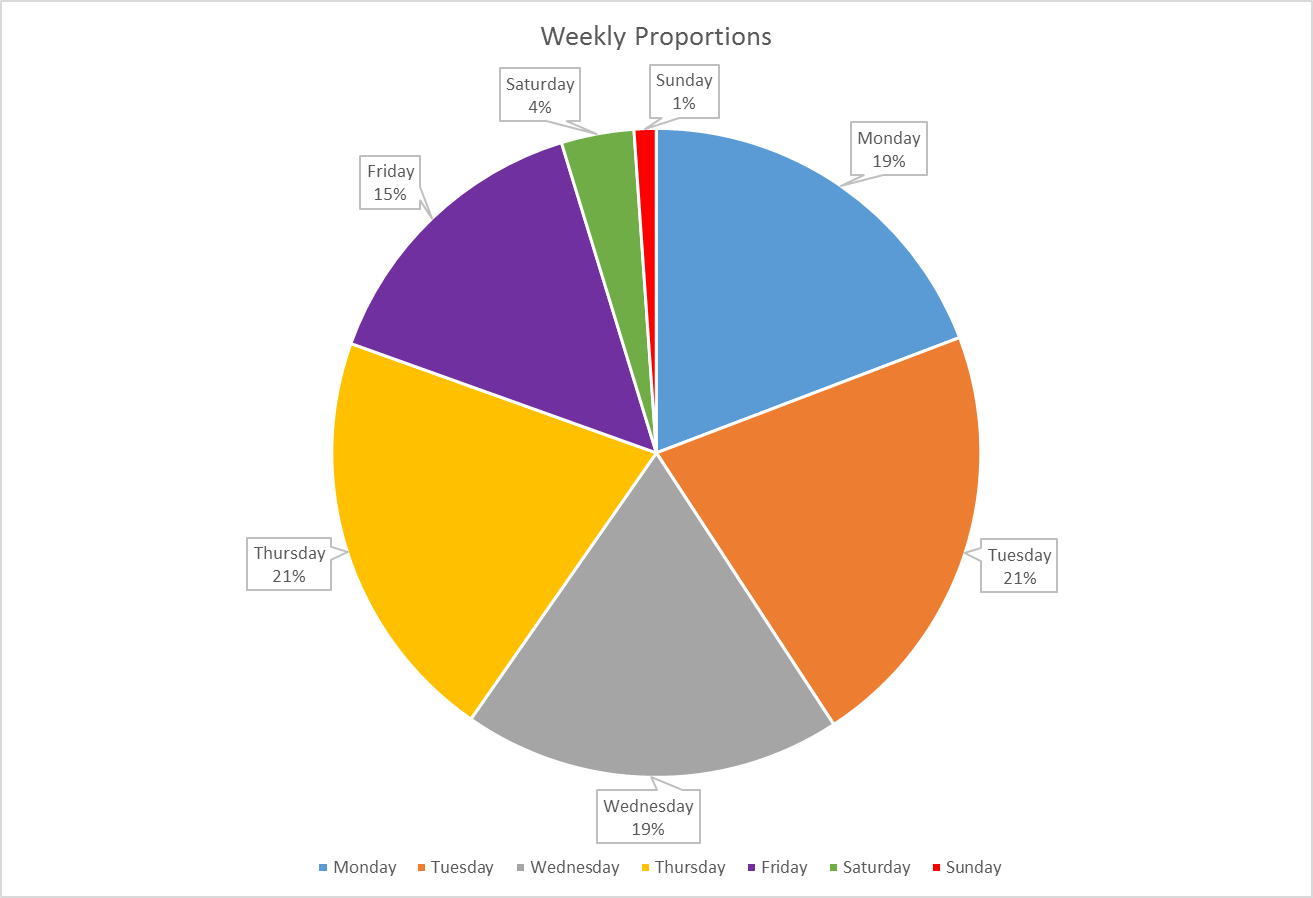 Weekly Proportions
Saturday
4%
Sunday
1%
Monday
19%
Friday
15%
Thursday
21%
Tuesday
21%
Wednesday
19%
Monday Tuesday Wednesday Thursday Friday Saturday Sunday